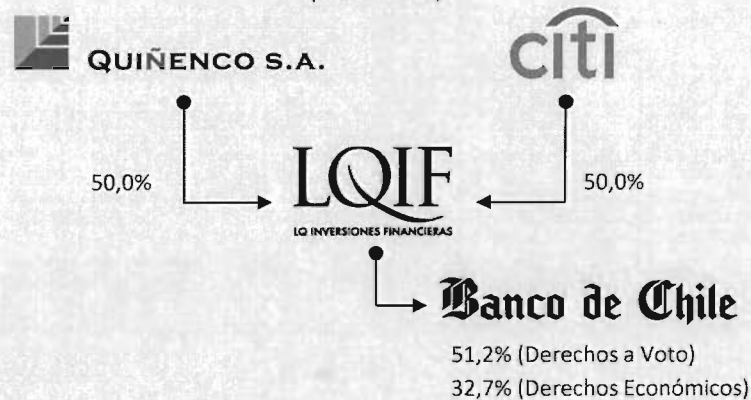 QUIÑENCO S.A.
citi
50,0%
50,0%
LQIF
LQ INVERSIONES FINANCIERAS
Banco de Chile
51,2% (Derechos a Voto)
32,7% (Derechos Económicos)